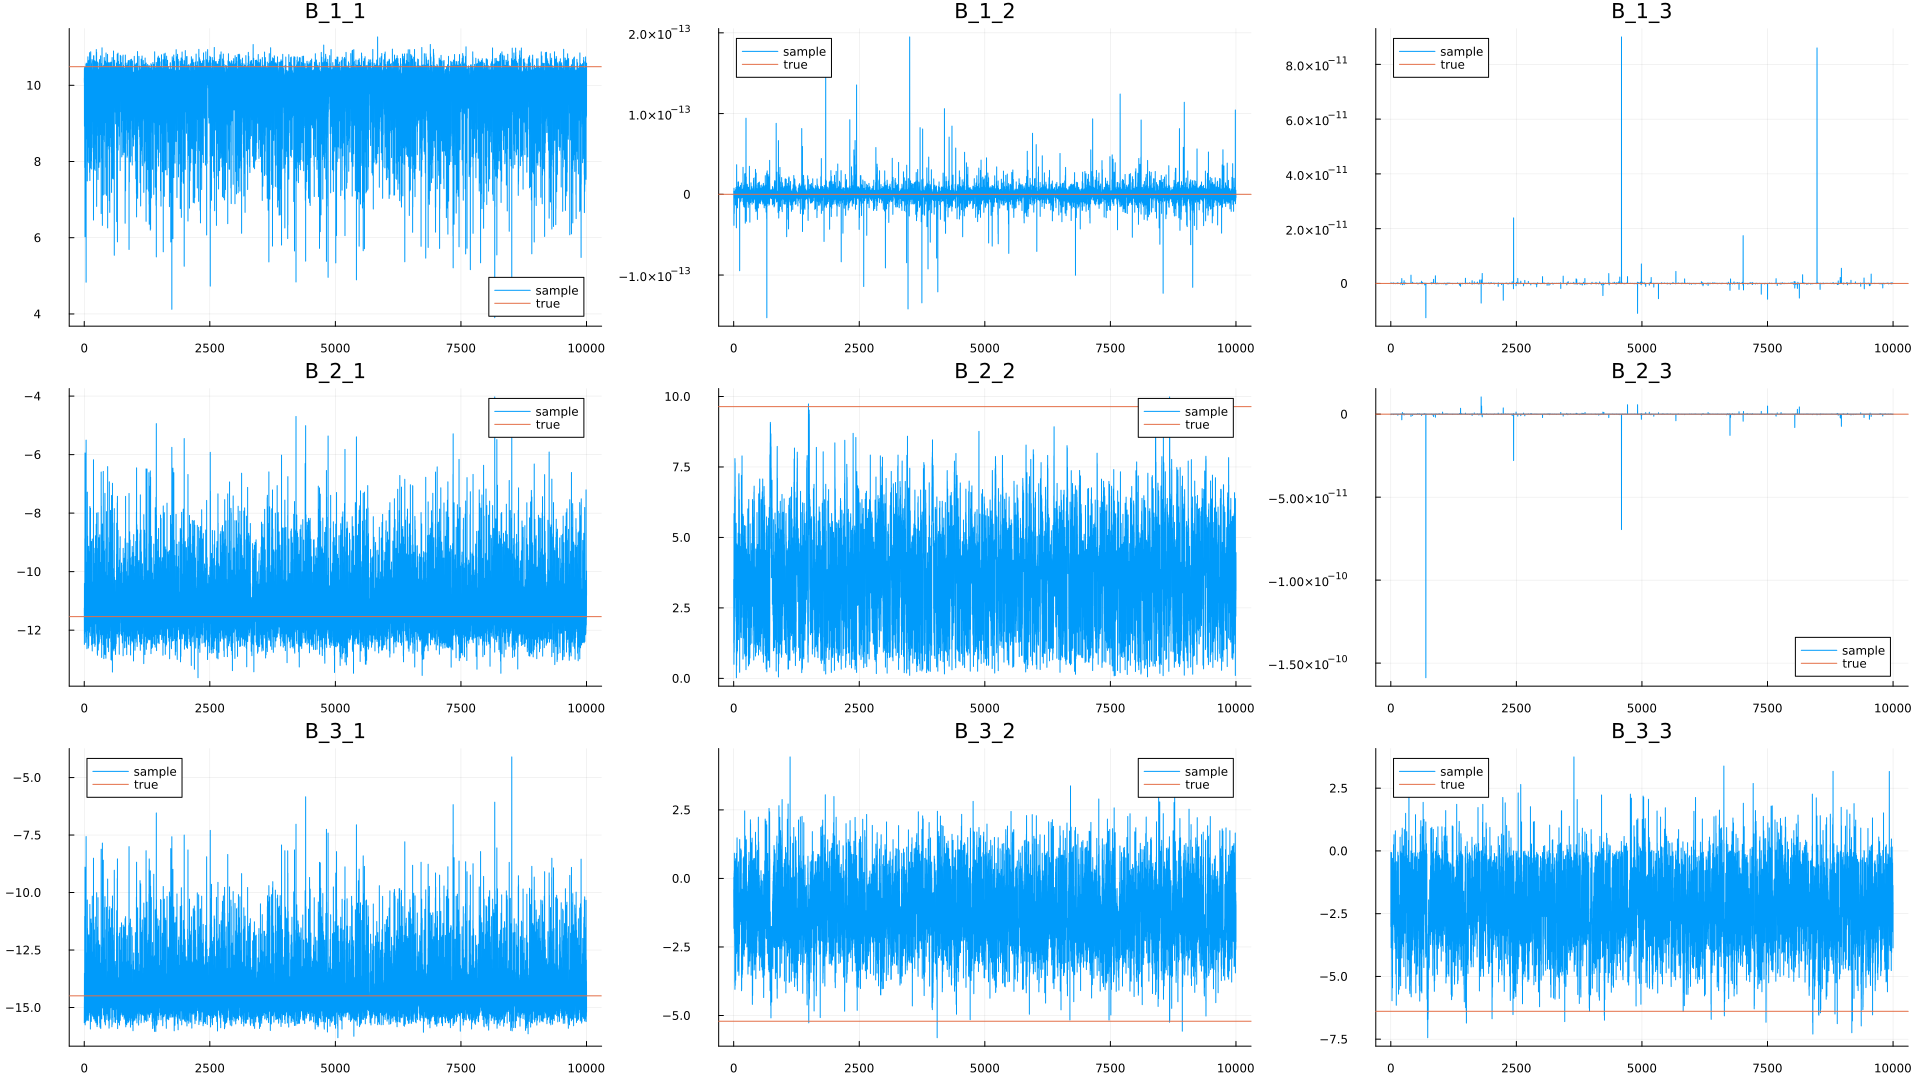 B_1_1
10
8
6
4
sample
true
0 2500 5000 7500 10000
B_1_2
2.0×10⁻¹³
1.0×10⁻¹³
0
−1.0×10⁻¹³
sample
true
0 2500 5000 7500 10000
B_1_3
8.0×10⁻¹¹
6.0×10⁻¹¹
4.0×10⁻¹¹
2.0×10⁻¹¹
0
sample
true
0 2500 5000 7500 10000
B_2_1
−4
−6
−8
−10
−12
sample
true
0 2500 5000 7500 10000
B_2_2
10.0
7.5
5.0
2.5
0.0
sample
true
0 2500 5000 7500 10000
B_2_3
0
−5.00×10⁻¹¹
−1.00×10⁻¹⁰
−1.50×10⁻¹⁰
sample
true
0 2500 5000 7500 10000
B_3_1
−5.0
−7.5
−10.0
−12.5
−15.0
sample
true
0 2500 5000 7500 10000
B_3_2
2.5
0.0
−2.5
−5.0
sample
true
0 2500 5000 7500 10000
B_3_3
2.5
0.0
−2.5
−5.0
−7.5
sample
true
0 2500 5000 7500 10000